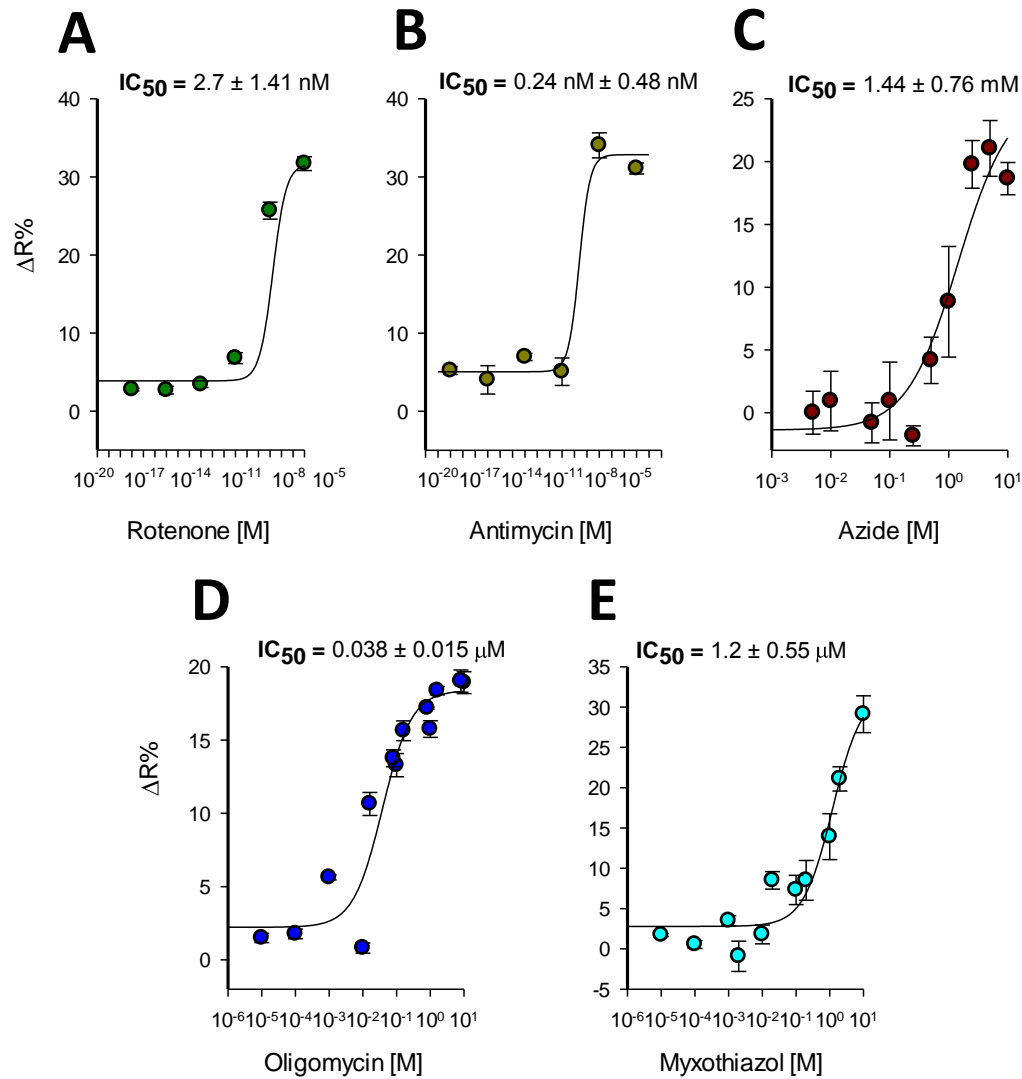 A
IC50 = 2.7 ± 1.41 nM
40
30
20
10
0
ΔR%
10-20 10-17 10-14 10-11 10-8 10-5
Rotenone [M]
B
IC50 = 0.24 nM ± 0.48 nM
40
30
20
10
0
10-20 10-17 10-14 10-11 10-8 10-5
Antimycin [M]
C
IC50 = 1.44 ± 0.76 mM
25
20
15
10
5
0
10-3 10-2 10-1 100 101
Azide [M]
D
IC50 = 0.038 ± 0.015 μM
20
15
10
5
0
ΔR%
10-6 10-5 10-4 10-3 10-2 10-1 100 101
Oligomycin [M]
E
IC50 = 1.2 ± 0.55 μM
35
30
25
20
15
10
5
0
-5
10-6 10-5 10-4 10-3 10-2 10-1 100 101
Myxothiazol [M]